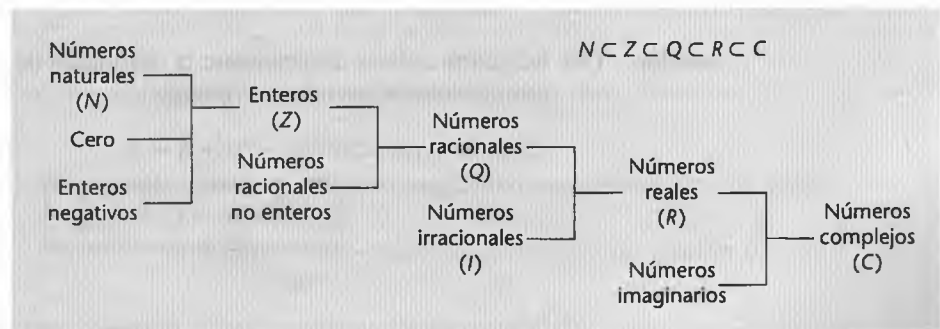 N ⊂ Z ⊂ Q ⊂ R ⊂ C
Números
naturales
(N)
Cero
Enteros
negativos
Enteros
(Z)
Números
racionales
no enteros
Números
racionales
(Q)
Números
irracionales
(I)
Números
reales
(R)
Números
imaginarios
Números
complejos
(C)